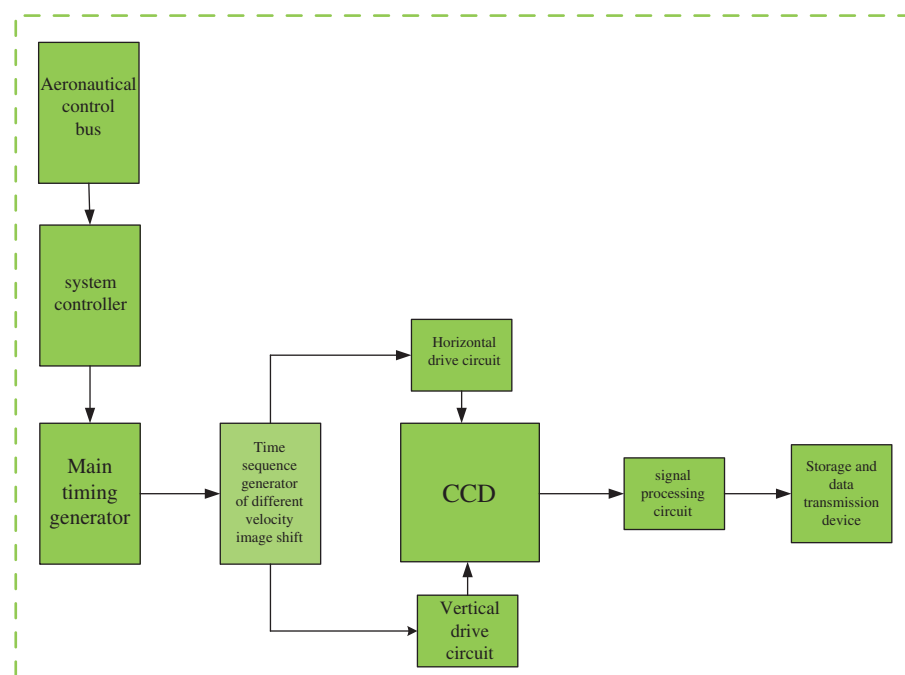 Aeronautical
control
bus
system
controller
Main
timing
generator
Time
sequence
generator
of different
velocity
image shift
Horizontal
drive circuit
CCD
Vertical
drive
circuit
signal
processing
circuit
Storage and
data
transmission
device